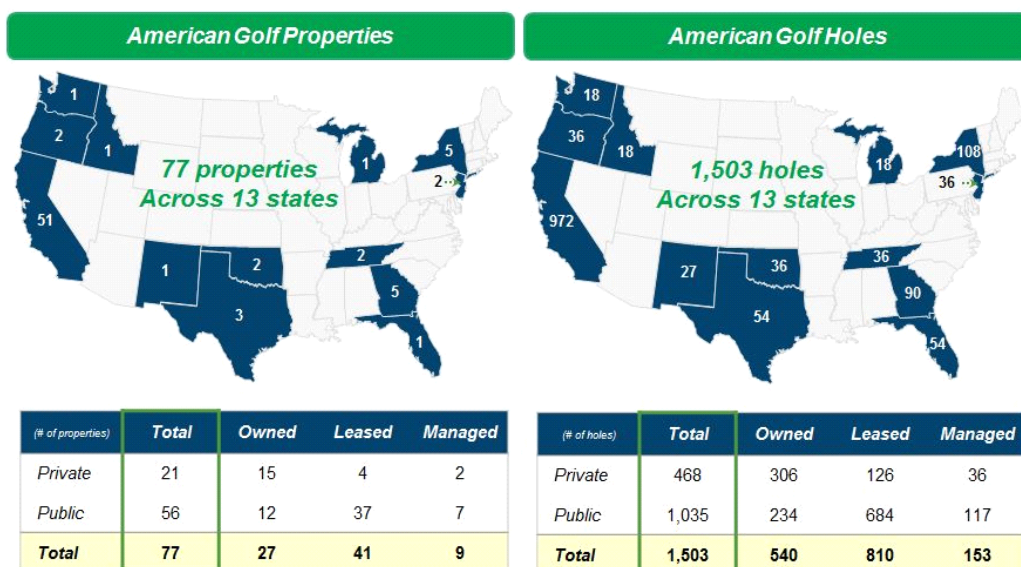 American Golf Properties
1
2
1
51
77 properties
Across 13 states
1
5
2
1
2
3
2
5
1
(# of properties) Total Owned Leased Managed
Private 21 15 4 2
Public 56 12 37 7
Total 77 27 41 9
American Golf Holes
18
36
18
972
1,503 holes
Across 13 states
18
108
36
27
36
54
36
90
54
(# of holes) Total Owned Leased Managed
Private 468 306 126 36
Public 1,035 234 684 117
Total 1,503 540 810 153